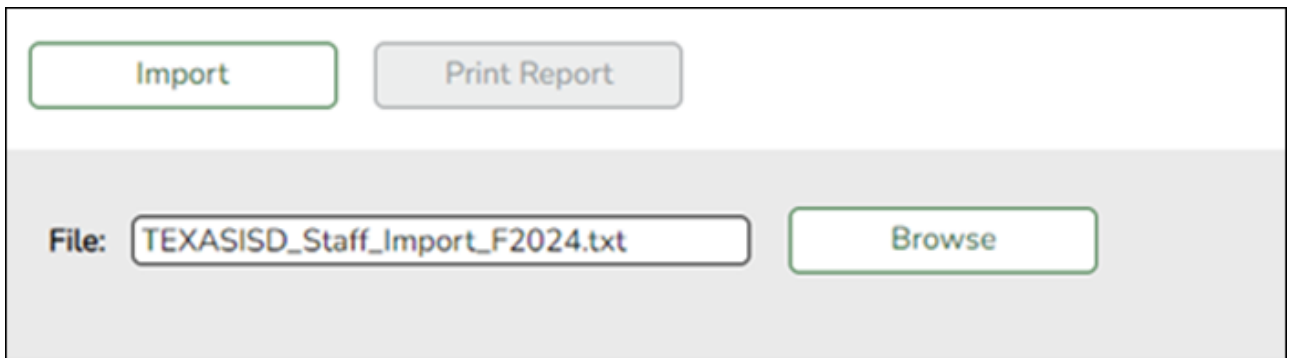 Import Print Report
File: TEXASISD_Staff_Import_F2024.txt Browse